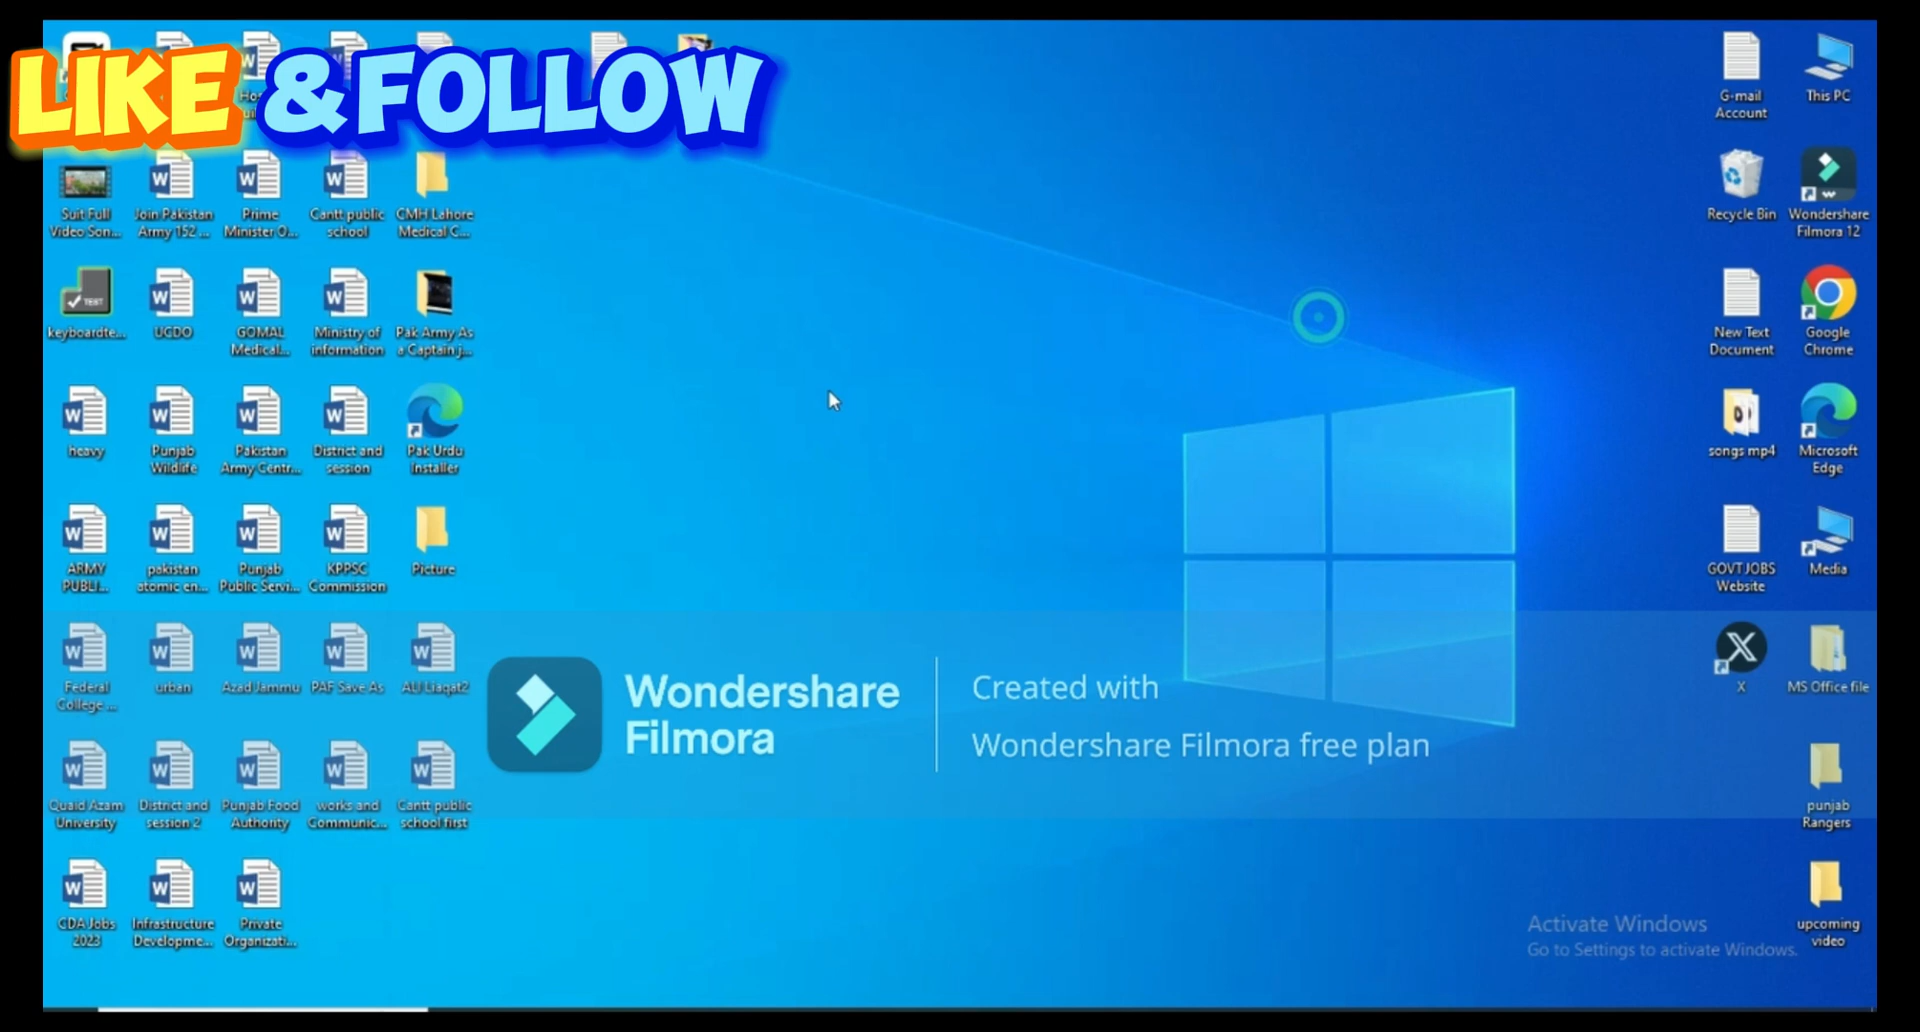 LIKE &FOLLOW
Suit Full
Video Son...
Join Pakistan
Army 152 ...
Prime
Minister O...
Cantt public
school
CMH Lahore
Medical C...
keyboardte...
UCDO
GOMAL
Medical...
Ministry of
information
Pak Army As
a Captain j...
heavy
Punjab
Wildlife
Pakistan
Army Centr...
District and
session
Pak Urdu
Installer
ARMY
PUBLI...
pakistan
atomic en...
Punjab
Public Servi...
KPPSC
Commission
Picture
Federal
College ...
urban
Azad Jammu
PAF Save As
ALI Liaqat2
Quaid Azam
University
District and
session 2
Punjab Food
Authority
works and
Communic...
Cantt public
school first
CDA Jobs
2023
Infrastructure
Developme...
Private
Organizati...
G-mail
Account
This PC
Recycle Bin
Wondershare
Filmora 12
New Text
Document
Google
Chrome
songs mp4
Microsoft
Edge
GOVT JOBS
Website
Media
X
MS Office file
punjab
Rangers
upcoming
video
Wondershare
Filmora
Created with
Wondershare Filmora free plan
Activate Windows
Go to Settings to activate Windows.